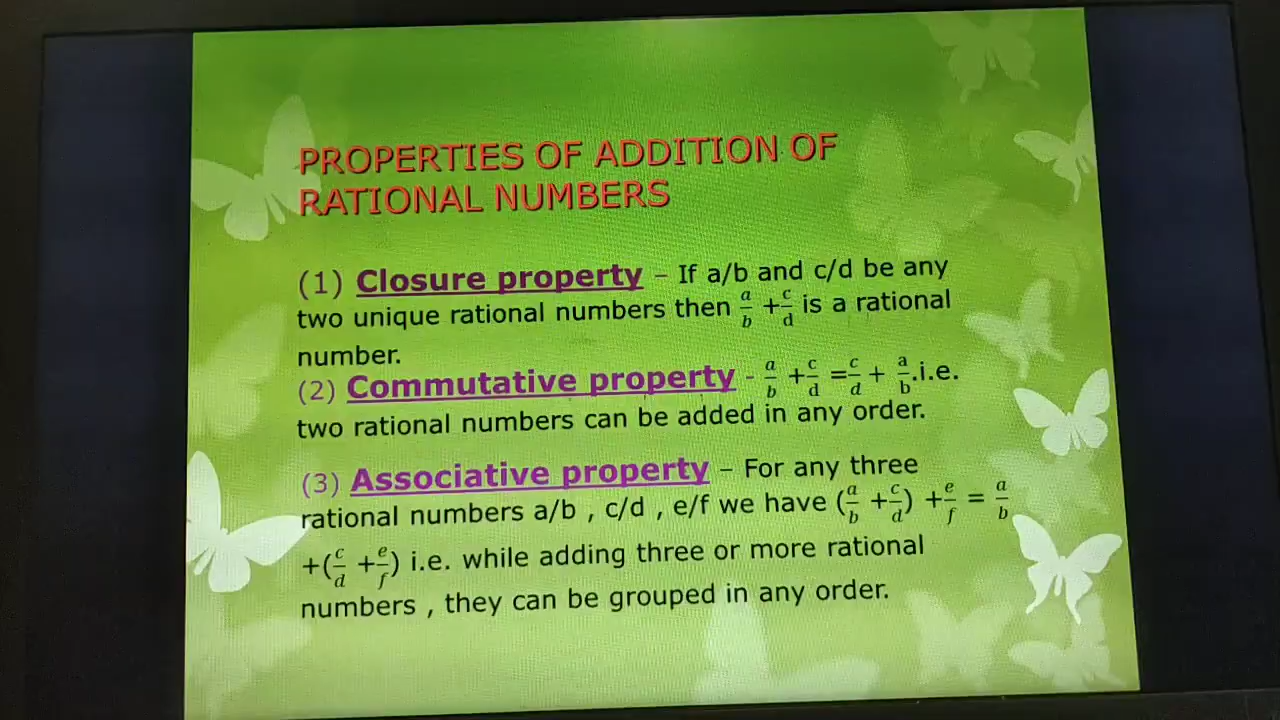 PROPERTIES OF ADDITION OF
RATIONAL NUMBERS
(1) Closure property – If a/b and c/d be any
two unique rational numbers then a/b + c/d is a rational
number.
(2) Commutative property - a/b + c/d = c/d + a/b .i.e.
two rational numbers can be added in any order.
(3) Associative property – For any three
rational numbers a/b , c/d , e/f we have (a/b + c/d) + e/f = a/b
+(c/d + e/f) i.e. while adding three or more rational
numbers , they can be grouped in any order.